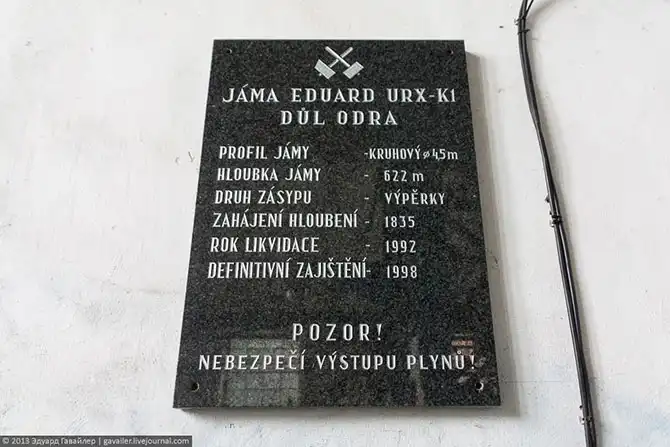 JÁMA EDUARD URX-K1
DŮL ODRA
PROFIL JÁMY -KRUHOVÝ ø 4,5m
HLOUBKA JÁMY - 622 m
DRUH ZÁSYPU - VÝPĚRKY
ZAHÁJENÍ HLOUBENÍ - 1835
ROK LIKVIDACE - 1992
DEFINITIVNÍ ZAJIŠTĚNÍ- 1998
POZOR!
NEBEZPEČÍ VÝSTUPU PLYNŮ!
© 2013 Эдуард Гавайлер | gavailer.livejournal.com